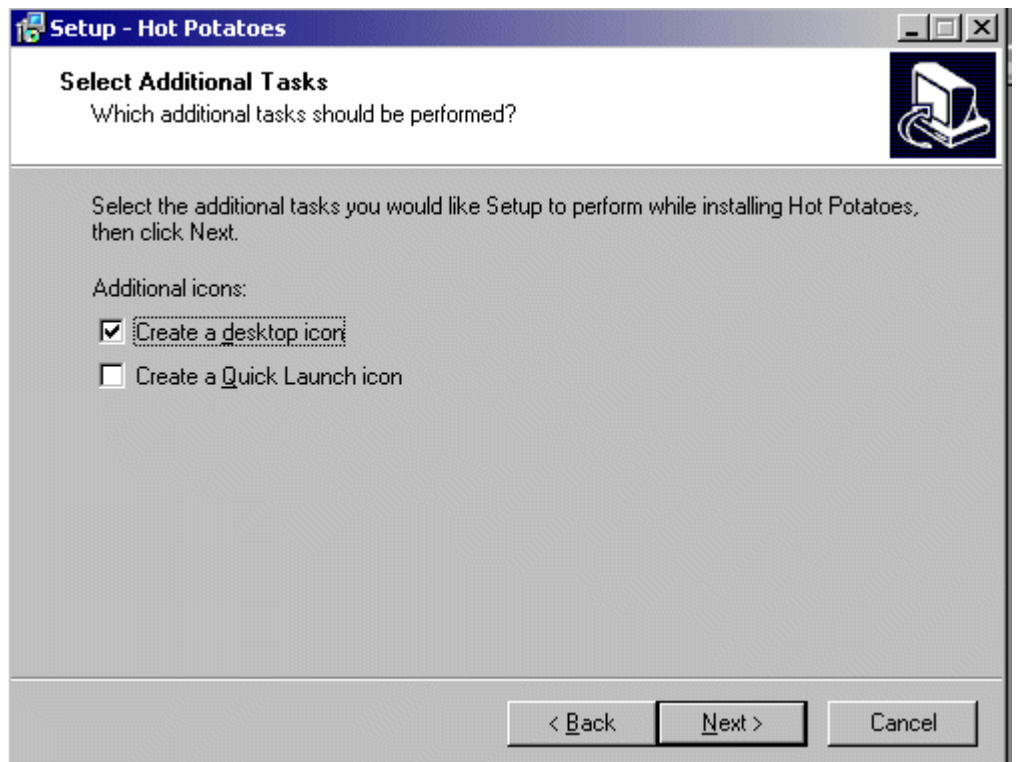 Setup - Hot Potatoes
Select Additional Tasks
Which additional tasks should be performed?
Select the additional tasks you would like Setup to perform while installing Hot Potatoes,
then click Next.
Additional icons:
Create a desktop icon
Create a Quick Launch icon
< Back
Next >
Cancel